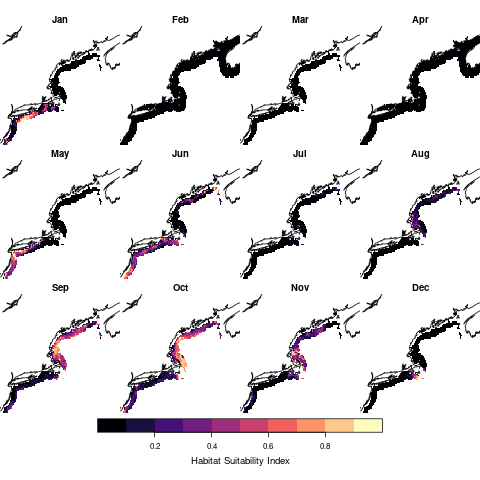 Jan Feb Mar Apr
May Jun Jul Aug
Sep Oct Nov Dec
0.2 0.4 0.6 0.8
Habitat Suitability Index